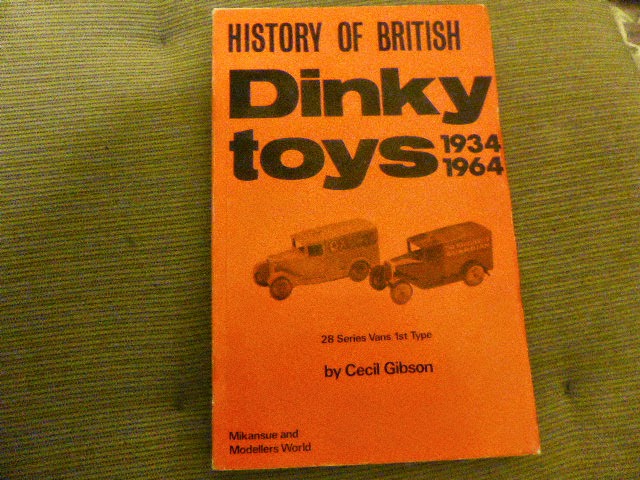 HISTORY OF BRITISH
Dinky
toys 1934
1964
28 Series Vans 1st Type
by Cecil Gibson
Mikansue and
Modellers World